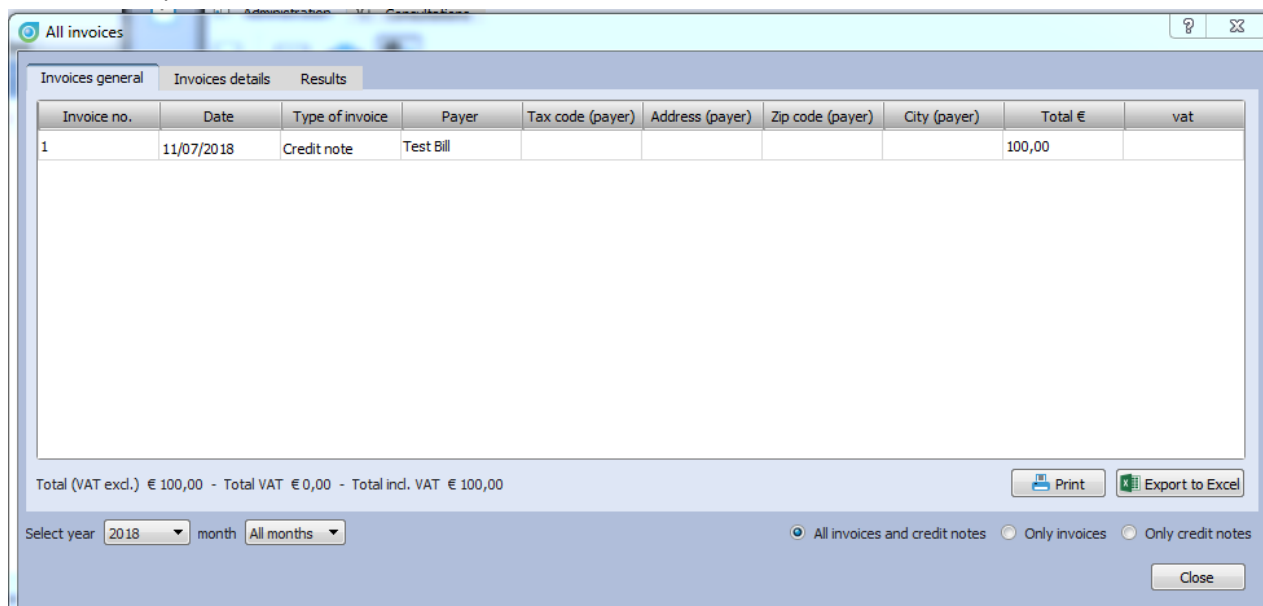 Administration Consultations
All invoices
Invoices general Invoices details Results
Invoice no. Date Type of invoice Payer Tax code (payer) Address (payer) Zip code (payer) City (payer) Total € vat
1 11/07/2018 Credit note Test Bill 100,00
Total (VAT excl.) € 100,00 - Total VAT € 0,00 - Total incl. VAT € 100,00
Print Export to Excel
Select year 2018 month All months All invoices and credit notes Only invoices Only credit notes
Close